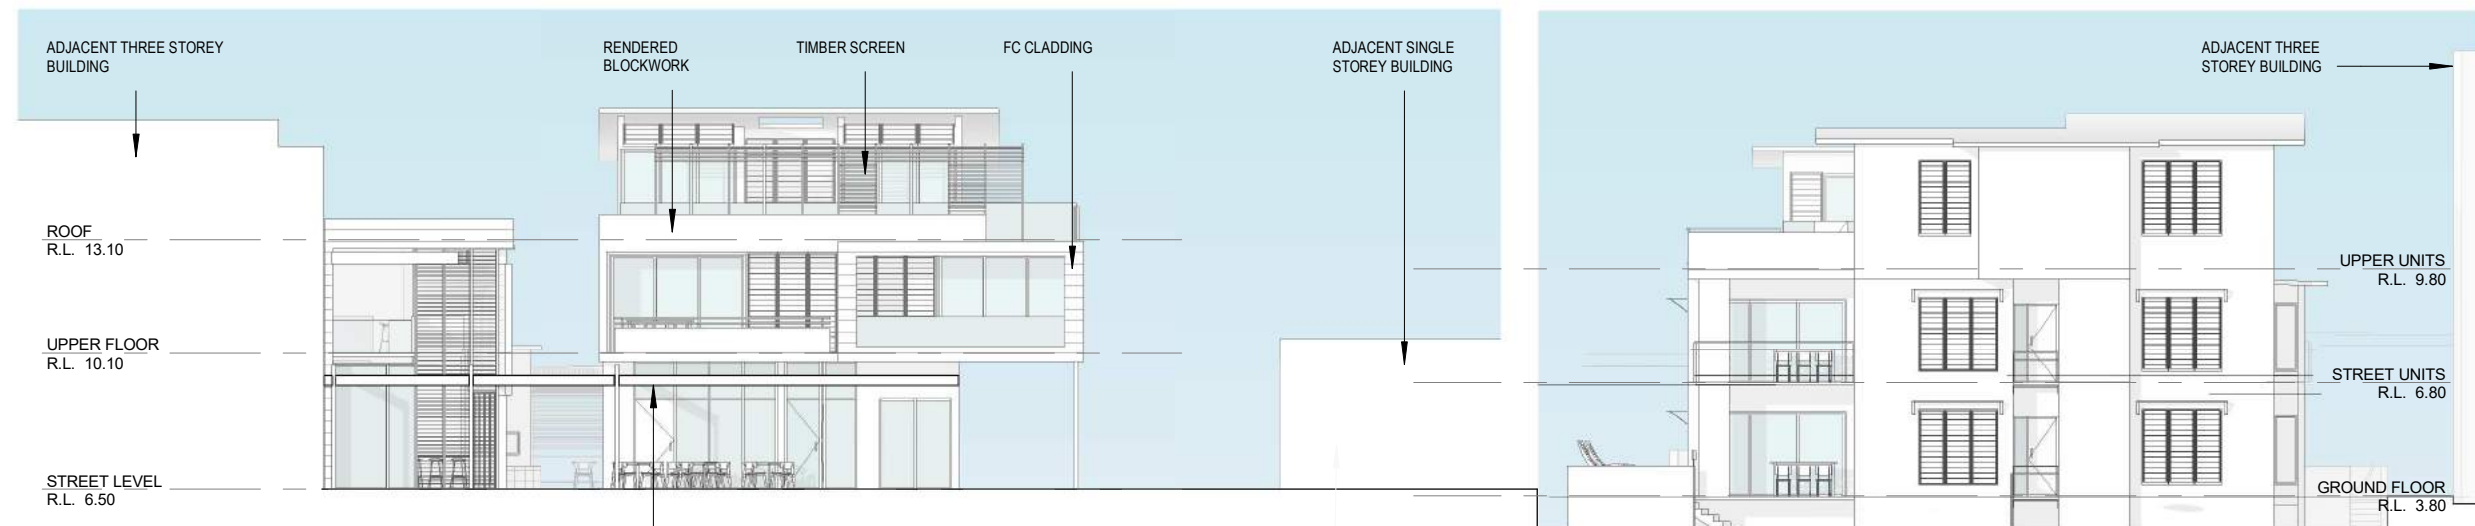 ADJACENT THREE STOREY
BUILDING
RENDERED
BLOCKWORK
TIMBER SCREEN
FC CLADDING
ADJACENT SINGLE
STOREY BUILDING
ROOF
R.L. 13.10
UPPER FLOOR
R.L. 10.10
STREET LEVEL
R.L. 6.50
ADJACENT THREE
STOREY BUILDING
UPPER UNITS
R.L. 9.80
STREET UNITS
R.L. 6.80
GROUND FLOOR
R.L. 3.80